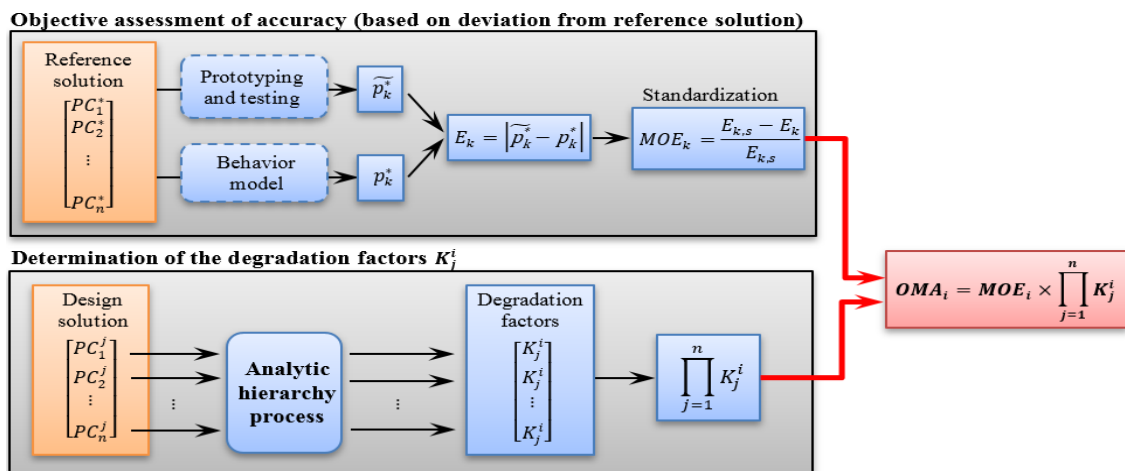 Objective assessment of accuracy (based on deviation from reference solution)
Reference
solution
[PC₁*
PC₂*
⋮
PCₙ*]
Prototyping
and testing
p̃ₖ*
Behavior
model
pₖ*
Eₖ = |p̃ₖ* − pₖ*|
Standardization
MOEₖ = (Eₖ,ₛ − Eₖ) / Eₖ,ₛ
Determination of the degradation factors Kⱼⁱ
Design
solution
[PC₁ʲ
PC₂ʲ
⋮
PCₙʲ]
⋮
Analytic
hierarchy
process
⋮
Degradation
factors
[Kⱼⁱ
Kⱼⁱ
⋮
Kⱼⁱ]
∏ⱼ₌₁ⁿ Kⱼⁱ
OMAᵢ = MOEᵢ × ∏ⱼ₌₁ⁿ Kⱼⁱ